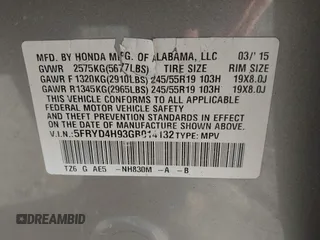 MFD. BY HONDA MFG. OF ALABAMA, LLC 03/ 15
GVWR 2575KG(5677LBS) TIRE SIZE RIM SIZE
GAWR F 1320KG(2910LBS) 245/55R19 103H 19X8.0J
GAWR R 1345KG(2965LBS) 245/55R19 103H 19X8.0J
THIS VEHICLE CONFORMS TO ALL APPLICABLE
FEDERAL MOTOR VEHICLE SAFETY
AND THEFT PREVENTION STANDARDS IN EFFECT
ON THE DATE OF MANUFACTURE SHOWN ABOVE.
V.I.N.: TYPE: MPV
TZ6 G AE5 -NH830M -A -B
DREAMBID